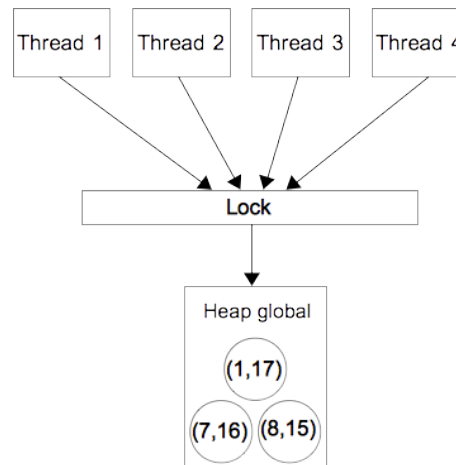 Thread 1 Thread 2 Thread 3 Thread 4
Lock
Heap global
(1,17)
(7,16) (8,15)